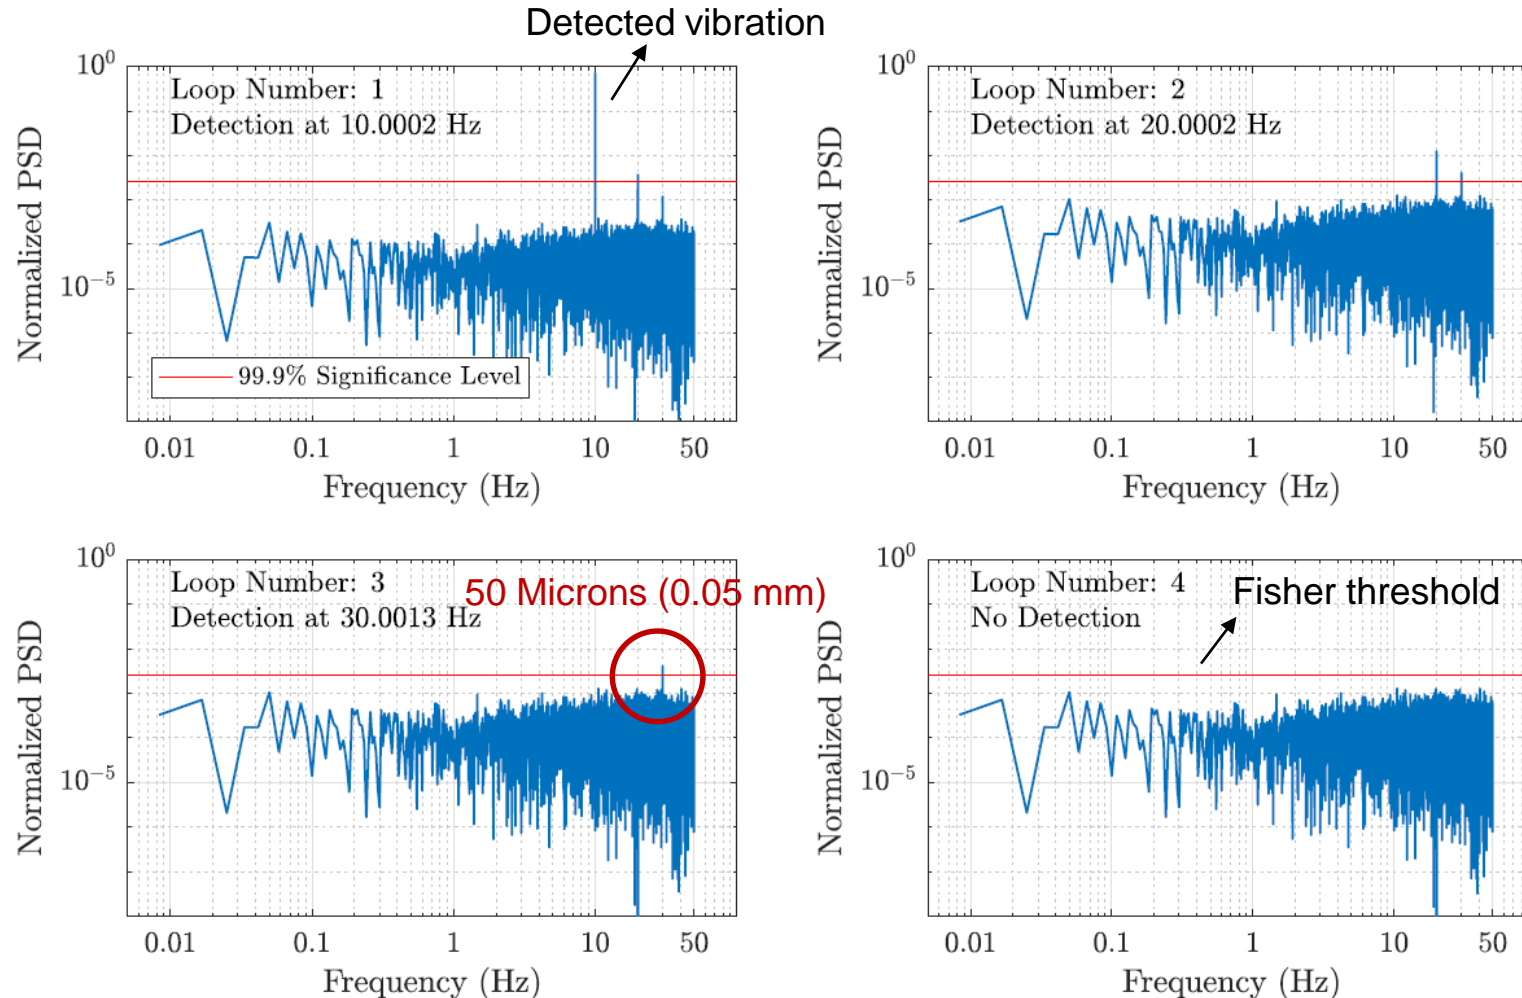 Detected vibration
10^0
Loop Number: 1
Detection at 10.0002 Hz
10^-5
99.9% Significance Level
Normalized PSD
0.01 0.1 1 10 50
Frequency (Hz)
10^0
Loop Number: 2
Detection at 20.0002 Hz
10^-5
Normalized PSD
0.01 0.1 1 10 50
Frequency (Hz)
10^0
Loop Number: 3
50 Microns (0.05 mm)
Detection at 30.0013 Hz
10^-5
Normalized PSD
0.01 0.1 1 10 50
Frequency (Hz)
10^0
Loop Number: 4
Fisher threshold
No Detection
10^-5
Normalized PSD
0.01 0.1 1 10 50
Frequency (Hz)